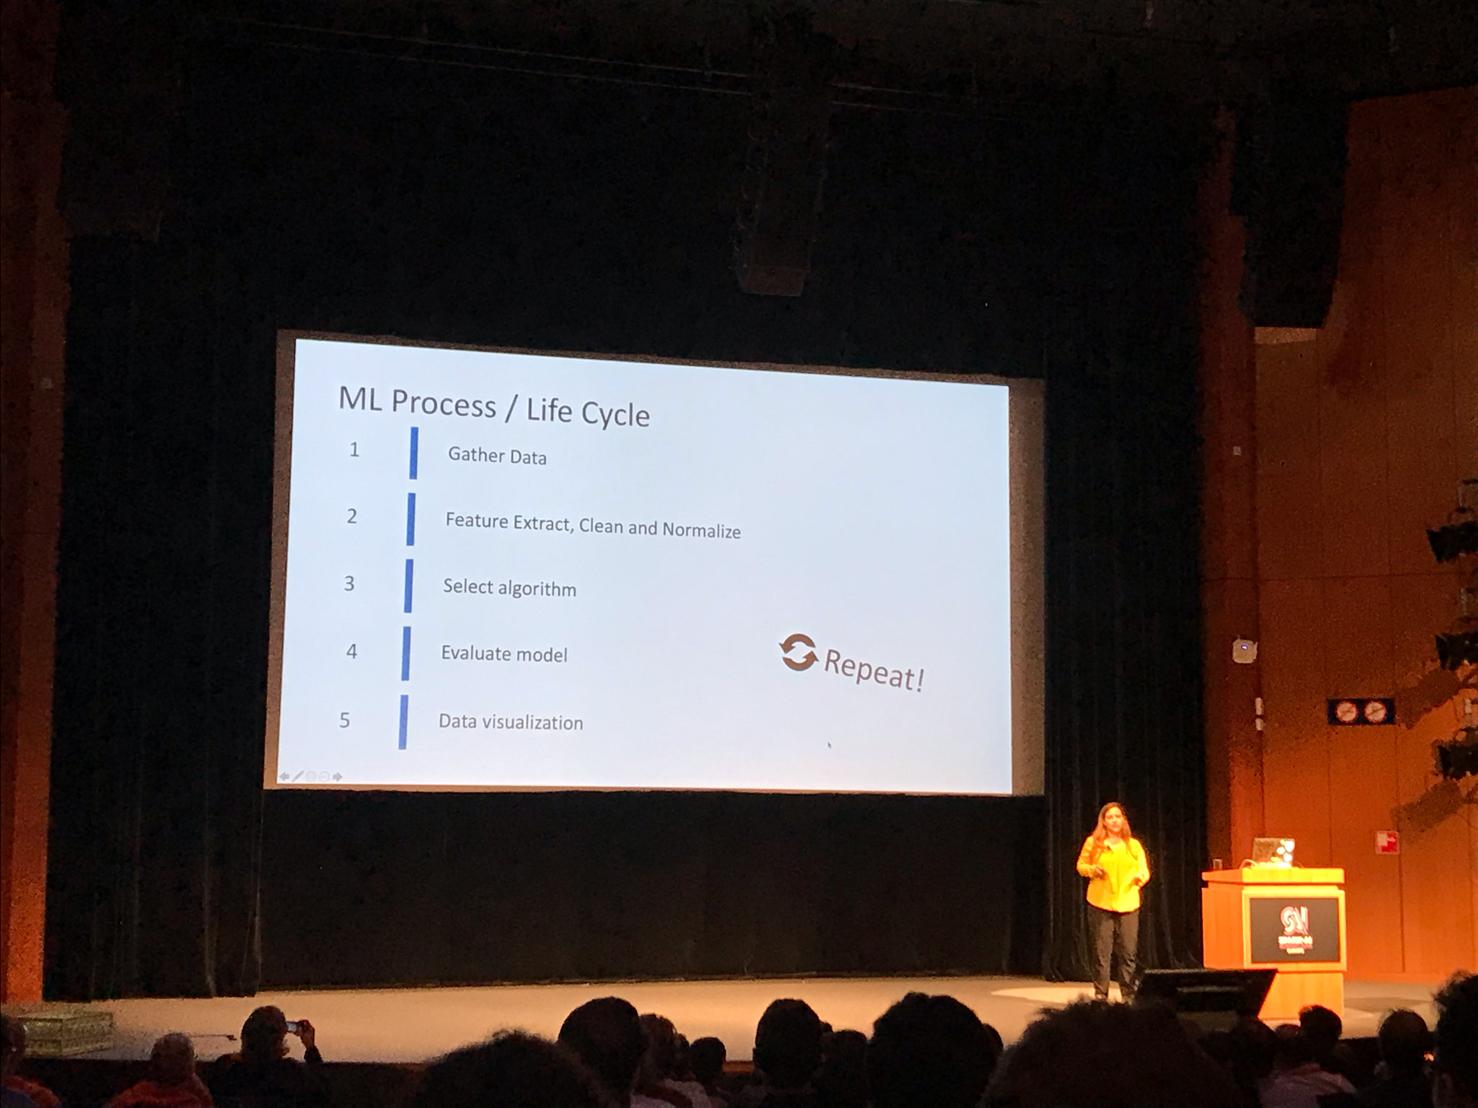 ML Process / Life Cycle
1 Gather Data
2 Feature Extract, Clean and Normalize
3 Select algorithm
4 Evaluate model
5 Data visualization
Repeat!